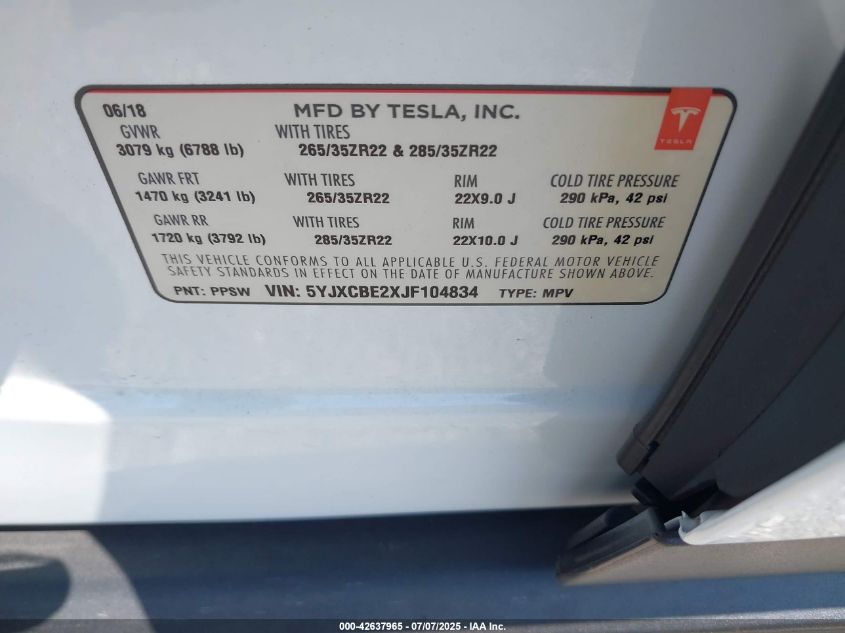 06/18 MFD BY TESLA, INC.
GVWR WITH TIRES
3079 kg (6788 lb) 265/35ZR22 & 285/35ZR22
TESLA
GAWR FRT WITH TIRES RIM COLD TIRE PRESSURE
1470 kg (3241 lb) 265/35ZR22 22X9.0 J 290 kPa, 42 psi
GAWR RR WITH TIRES RIM COLD TIRE PRESSURE
1720 kg (3792 lb) 285/35ZR22 22X10.0 J 290 kPa, 42 psi
THIS VEHICLE CONFORMS TO ALL APPLICABLE U.S. FEDERAL MOTOR VEHICLE
SAFETY STANDARDS IN EFFECT ON THE DATE OF MANUFACTURE SHOWN ABOVE.
PNT: PPSW VIN: 5YJXCBE2XJF104834 TYPE: MPV
000-42637965 - 07/07/2025 - IAA Inc.